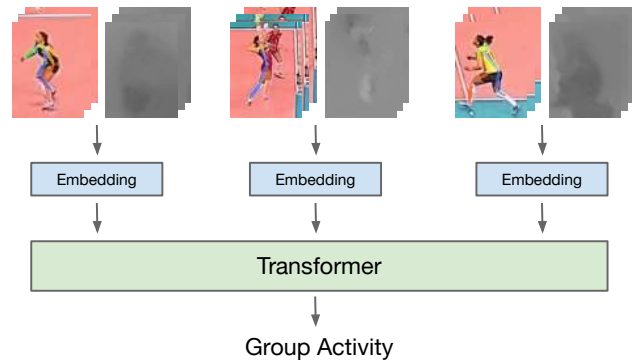 Embedding
Embedding
Embedding
Transformer
Group Activity